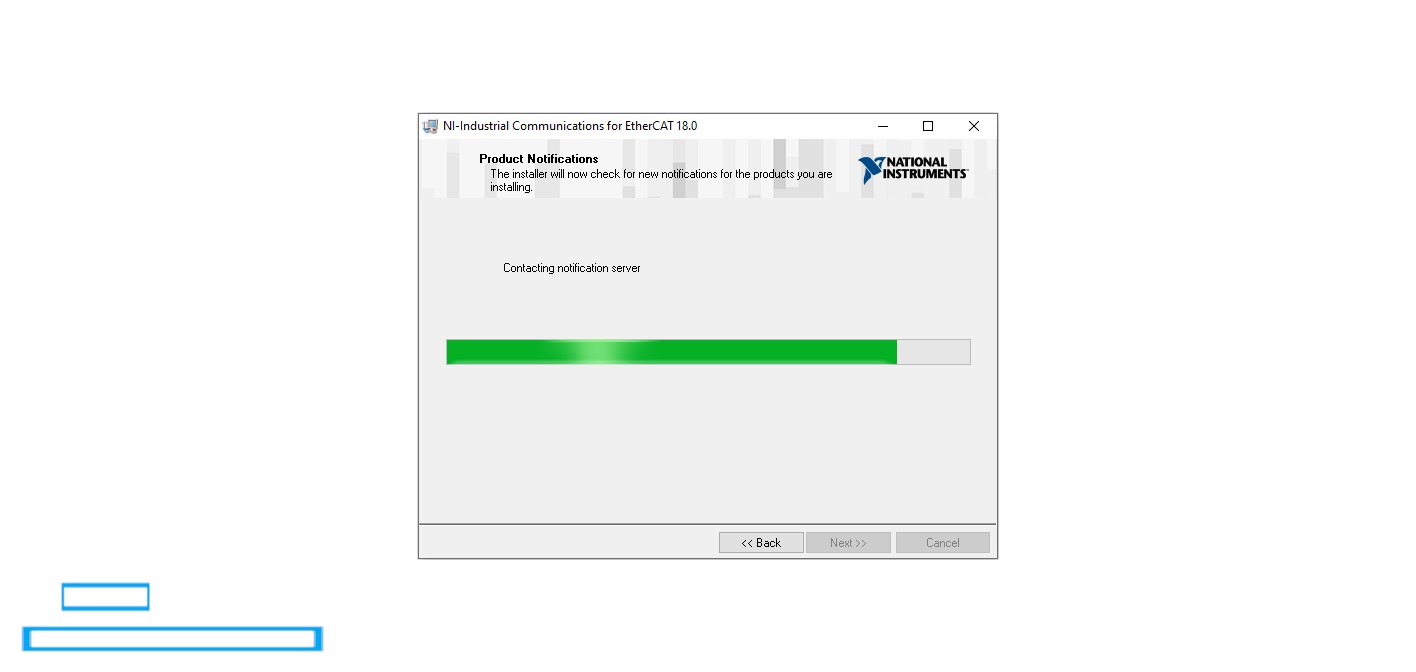 NI-Industrial Communications for EtherCAT 18.0
Product Notifications
The installer will now check for new notifications for the products you are
installing.
NATIONAL
INSTRUMENTS
Contacting notification server
<< Back
Next >>
Cancel